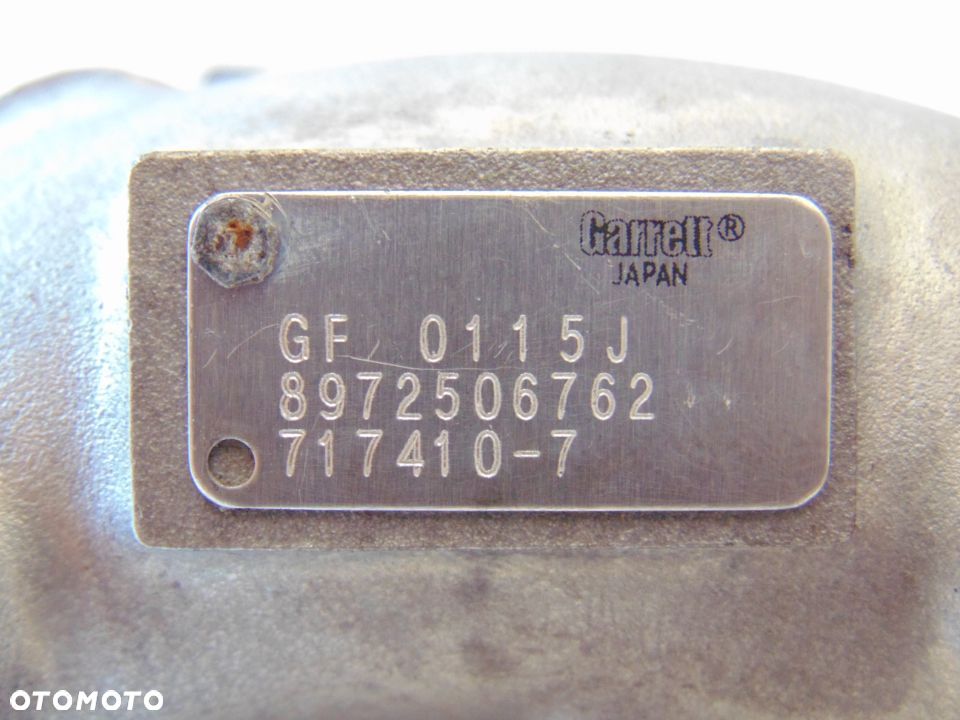 Garrett®
JAPAN
GF 0115J
8972506762
717410-7
OTOMOTO